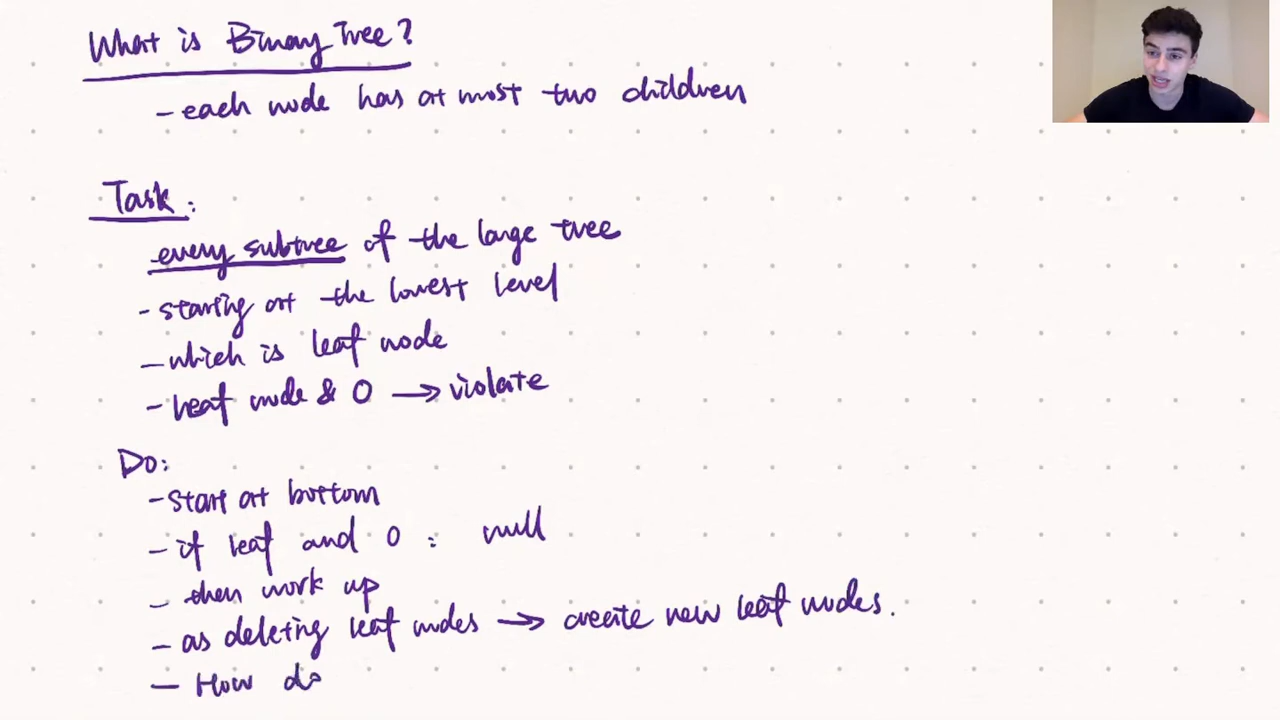 What is Binary Tree?
- each node has at most two children
Task:
every subtree of the large tree
- starting at the lowest level
- which is leaf node
- leaf node & 0 → violate
Do:
- start at bottom
- if leaf and 0 : null
- then work up
- as deleting leaf nodes → create new leaf nodes.
- How do